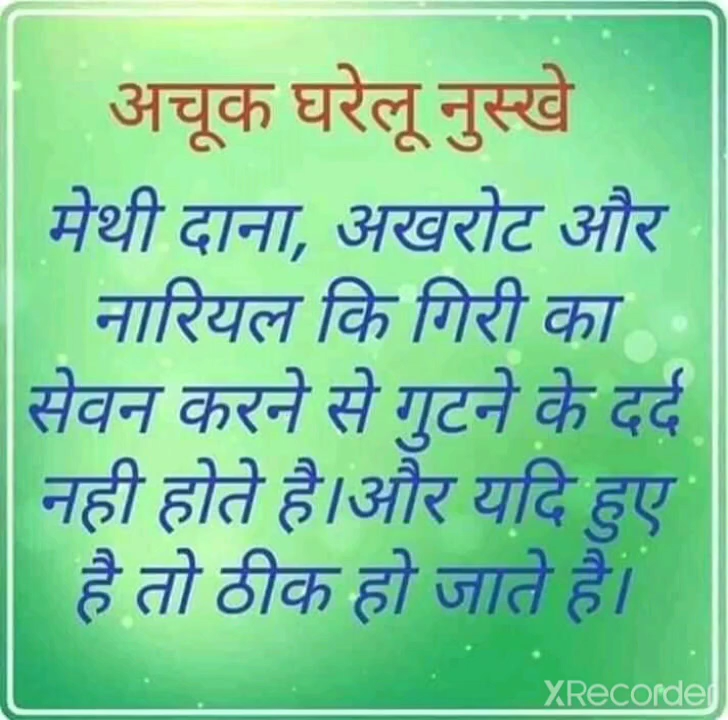 अचूक घरेलू नुस्खे
मेथी दाना, अखरोट और
नारियल कि गिरी का
सेवन करने से गुटने के दर्द
नही होते है।और यदि हुए
है तो ठीक हो जाते है।
XRecorder